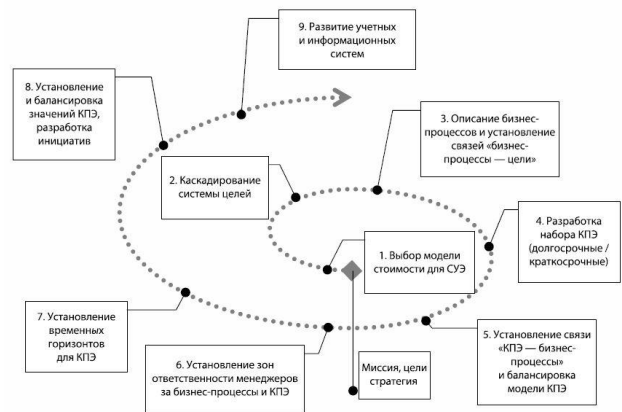 9. Развитие учетных
и информационных
систем
8. Установление
и балансировка
значений КПЭ,
разработка
инициатив
3. Описание бизнес-
процессов и установление
связей «бизнес-
процессы — цели»
2. Каскадирование
системы целей
4. Разработка
набора КПЭ
(долгосрочные /
краткосрочные)
1. Выбор модели
стоимости для СУЭ
7. Установление
временных
горизонтов
для КПЭ
6. Установление зон
ответственности менеджеров
за бизнес-процессы и КПЭ
Миссия, цели
стратегия
5. Установление связи
«КПЭ — бизнес-
процессы»
и балансировка
модели КПЭ